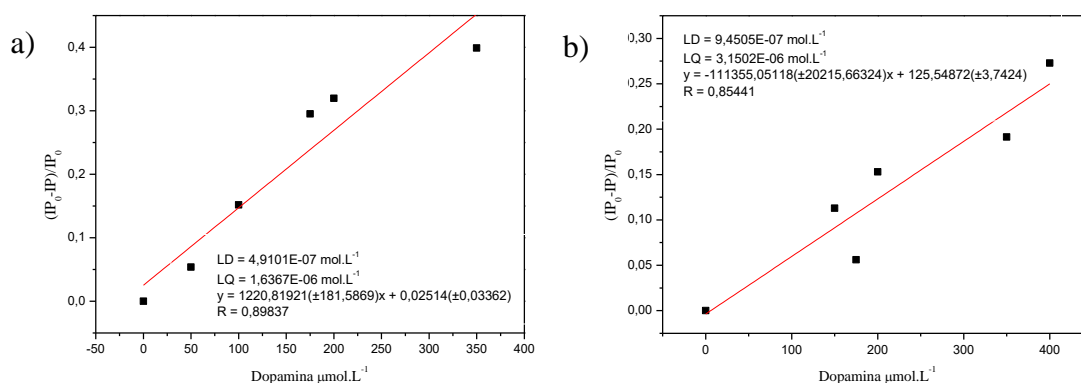 a)
(IP₀-IP)/IP₀
0,4
0,3
0,2
0,1
0,0
LD = 4,9101E-07 mol.L⁻¹
LQ = 1,6367E-06 mol.L⁻¹
y = 1220,81921(±181,5869)x + 0,02514(±0,03362)
R = 0,89837
-50 0 50 100 150 200 250 300 350 400
Dopamina µmol.L⁻¹
b)
(IP₀-IP)/IP₀
0,30
0,25
0,20
0,15
0,10
0,05
0,00
LD = 9,4505E-07 mol.L⁻¹
LQ = 3,1502E-06 mol.L⁻¹
y = -111355,05118(±20215,66324)x + 125,54872(±3,7424)
R = 0,85441
0 100 200 300 400
Dopamina µmol.L⁻¹